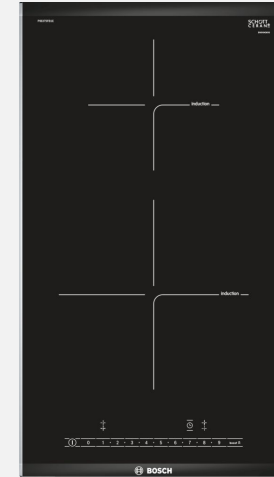 SCHOTT
CERAN®
Induction
Induction
0 1 · 2 · 3 · 4 · 5 · 6 · 7 · 8 · 9
BOSCH